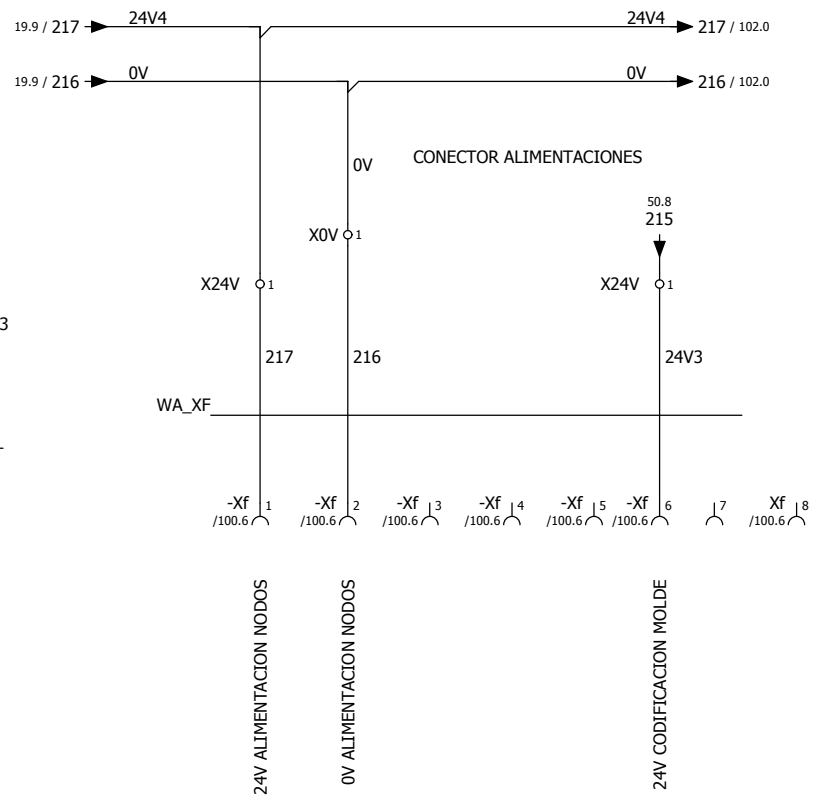 19.9 / 217 24V4 24V4 217 / 102.0
19.9 / 216 0V 0V 216 / 102.0
0V CONECTOR ALIMENTACIONES
50.8
215
X0V 1
X24V 1 X24V 1
3
217 216 24V3
WA_XF
-Xf 1 -Xf 2 -Xf 3 -Xf 4 -Xf 5 -Xf 6 7 Xf 8
/100.6 /100.6 /100.6 /100.6 /100.6 /100.6 /100.6
24V ALIMENTACION NODOS
0V ALIMENTACION NODOS
24V CODIFICACION MOLDE